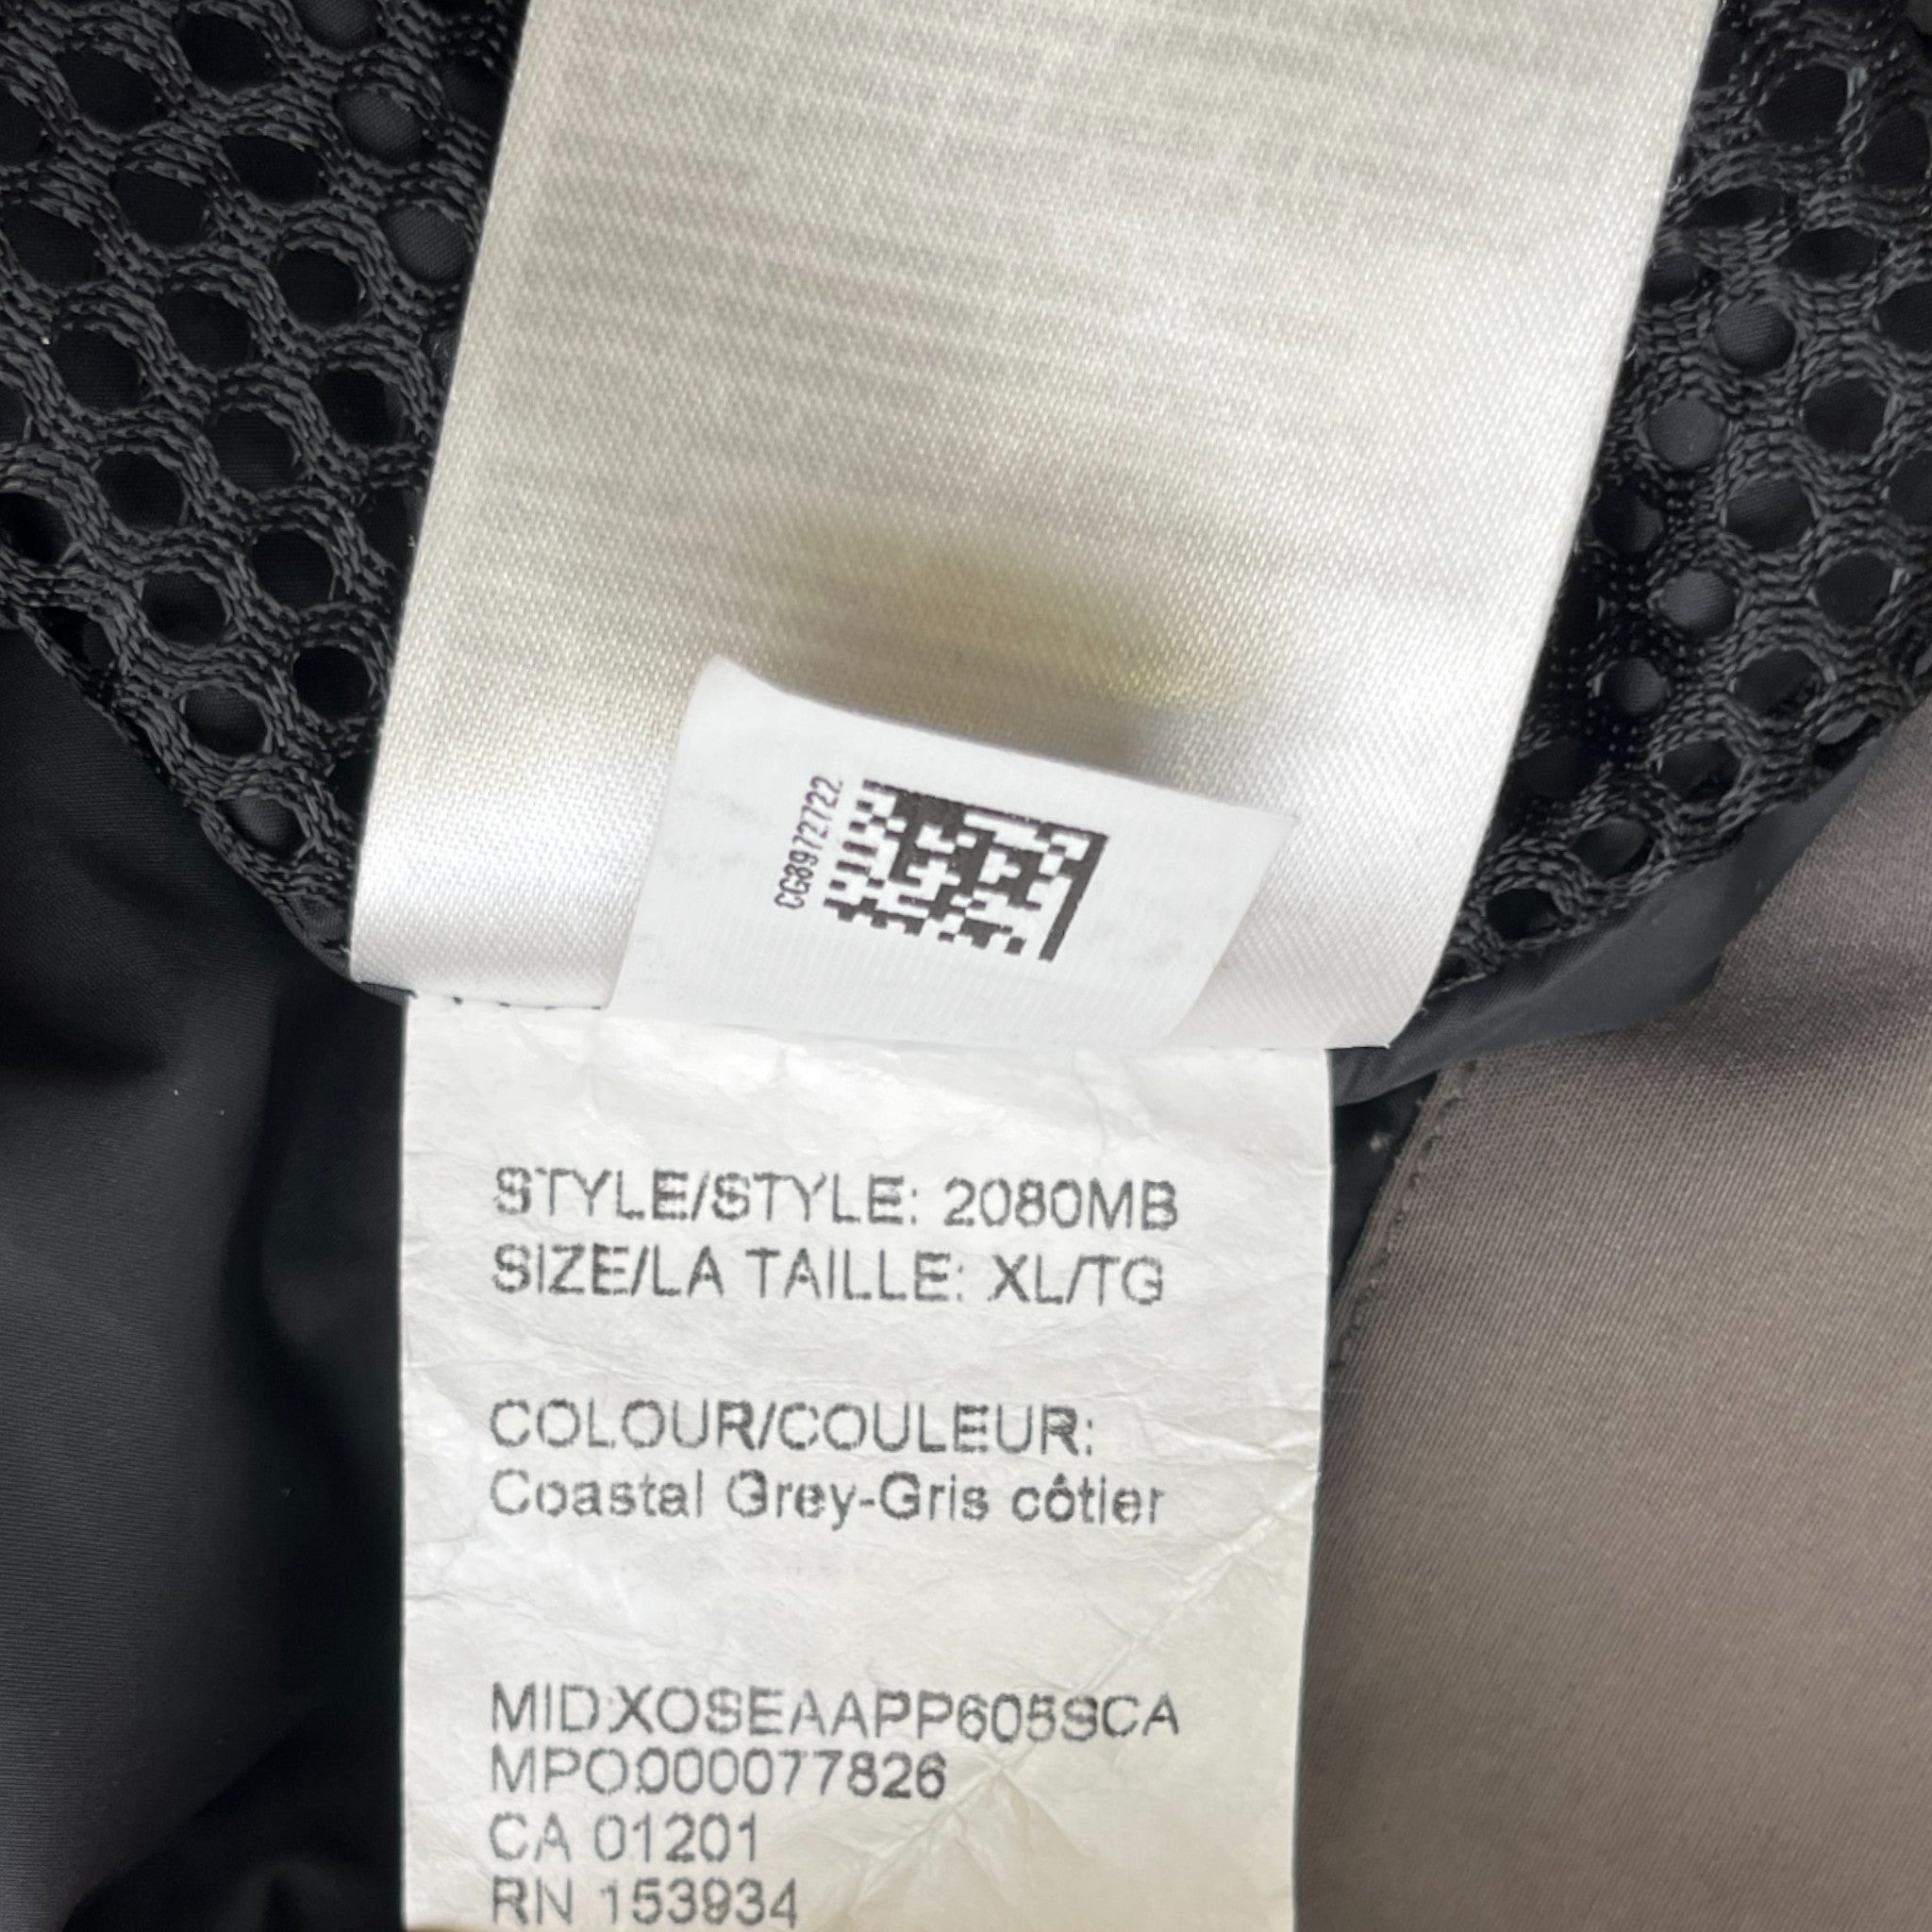 CG89727722
STYLE/STYLE: 2080MB
SIZE/LA TAILLE: XL/TG
COLOUR/COULEUR:
Coastal Grey-Gris côtier
MID:XOSEAAPP605SCA
MPO:000077826
CA 01201
RN 153934